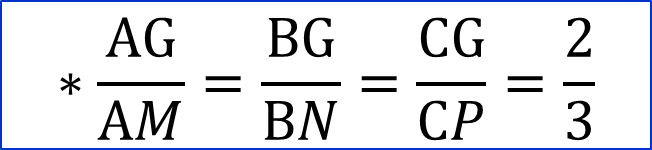 * AG/AM = BG/BN = CG/CP = 2/3